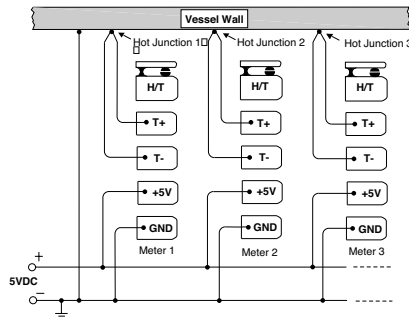 Vessel Wall
Hot Junction 1 Hot Junction 2 Hot Junction 3
H/T H/T H/T
T+ T+ T+
T- T- T-
+5V +5V +5V
GND GND GND
Meter 1 Meter 2 Meter 3
+
5VDC
−